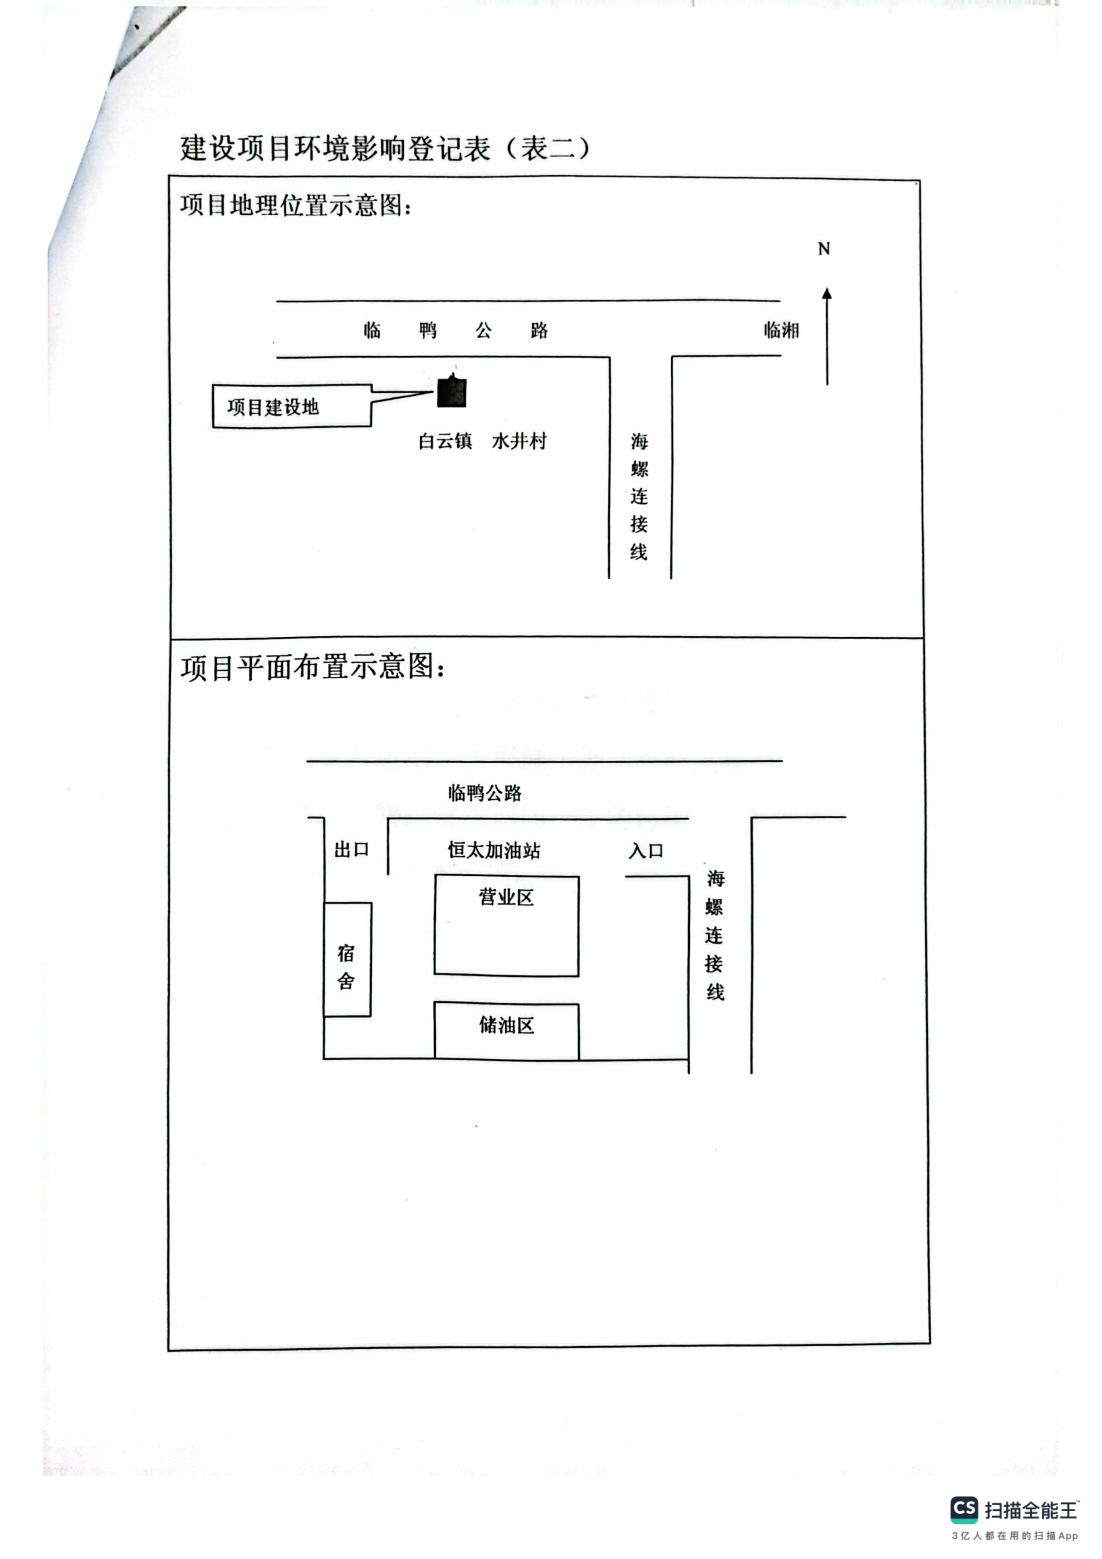 建设项目环境影响登记表（表二）
项目地理位置示意图：
N
临 鸭 公 路 临湘
项目建设地
白云镇 水井村
海螺连接线
项目平面布置示意图：
临鸭公路
出口 恒太加油站 入口
营业区
海螺连接线
宿舍
储油区
CS 扫描全能王
3亿人都在用的扫描App